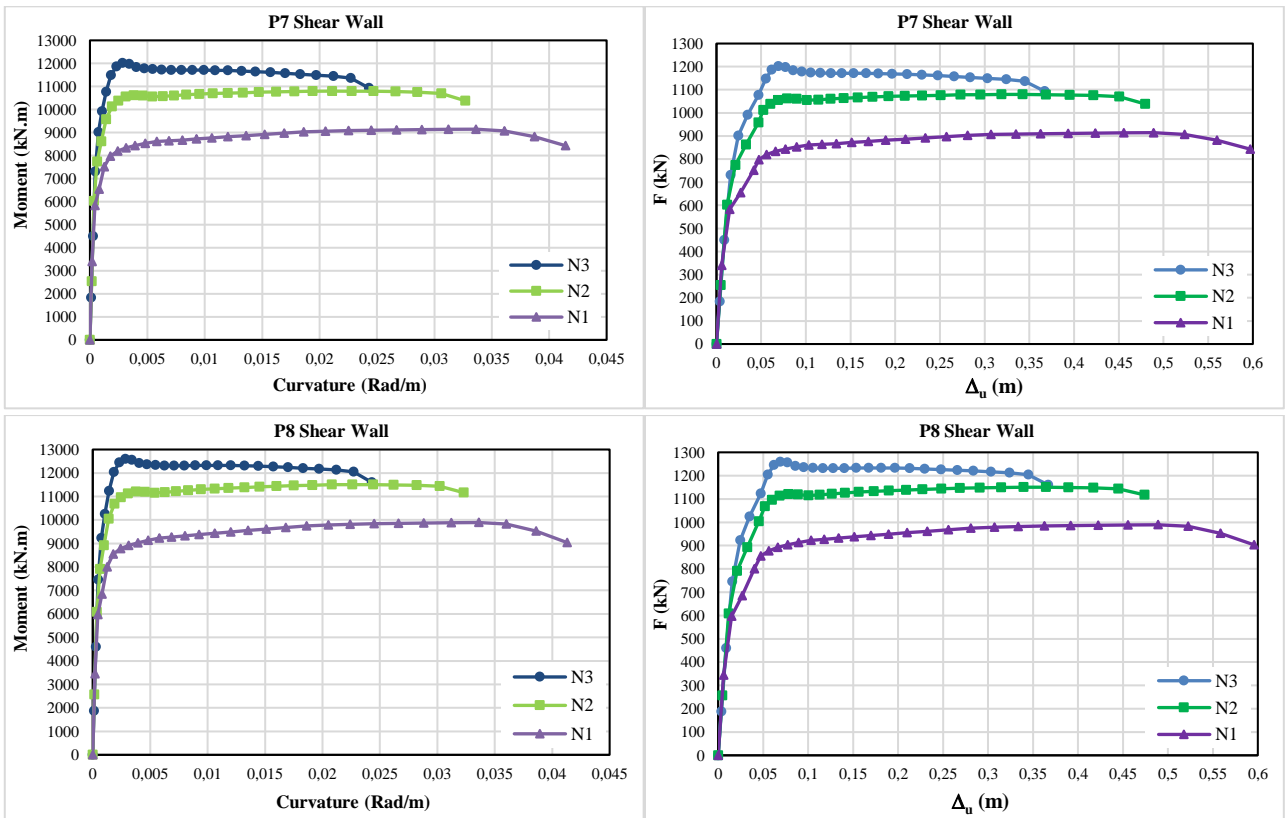 P7 Shear Wall
Moment (kN.m)
13000
12000
11000
10000
9000
8000
7000
6000
5000
4000
3000
2000
1000
0
N3
N2
N1
0 0,005 0,01 0,015 0,02 0,025 0,03 0,035 0,04 0,045
Curvature (Rad/m)
P7 Shear Wall
F (kN)
1300
1200
1100
1000
900
800
700
600
500
400
300
200
100
0
N3
N2
N1
0 0,05 0,1 0,15 0,2 0,25 0,3 0,35 0,4 0,45 0,5 0,55 0,6
Δu (m)
P8 Shear Wall
Moment (kN.m)
13000
12000
11000
10000
9000
8000
7000
6000
5000
4000
3000
2000
1000
0
N3
N2
N1
0 0,005 0,01 0,015 0,02 0,025 0,03 0,035 0,04 0,045
Curvature (Rad/m)
P8 Shear Wall
F (kN)
1300
1200
1100
1000
900
800
700
600
500
400
300
200
100
0
N3
N2
N1
0 0,05 0,1 0,15 0,2 0,25 0,3 0,35 0,4 0,45 0,5 0,55 0,6
Δu (m)